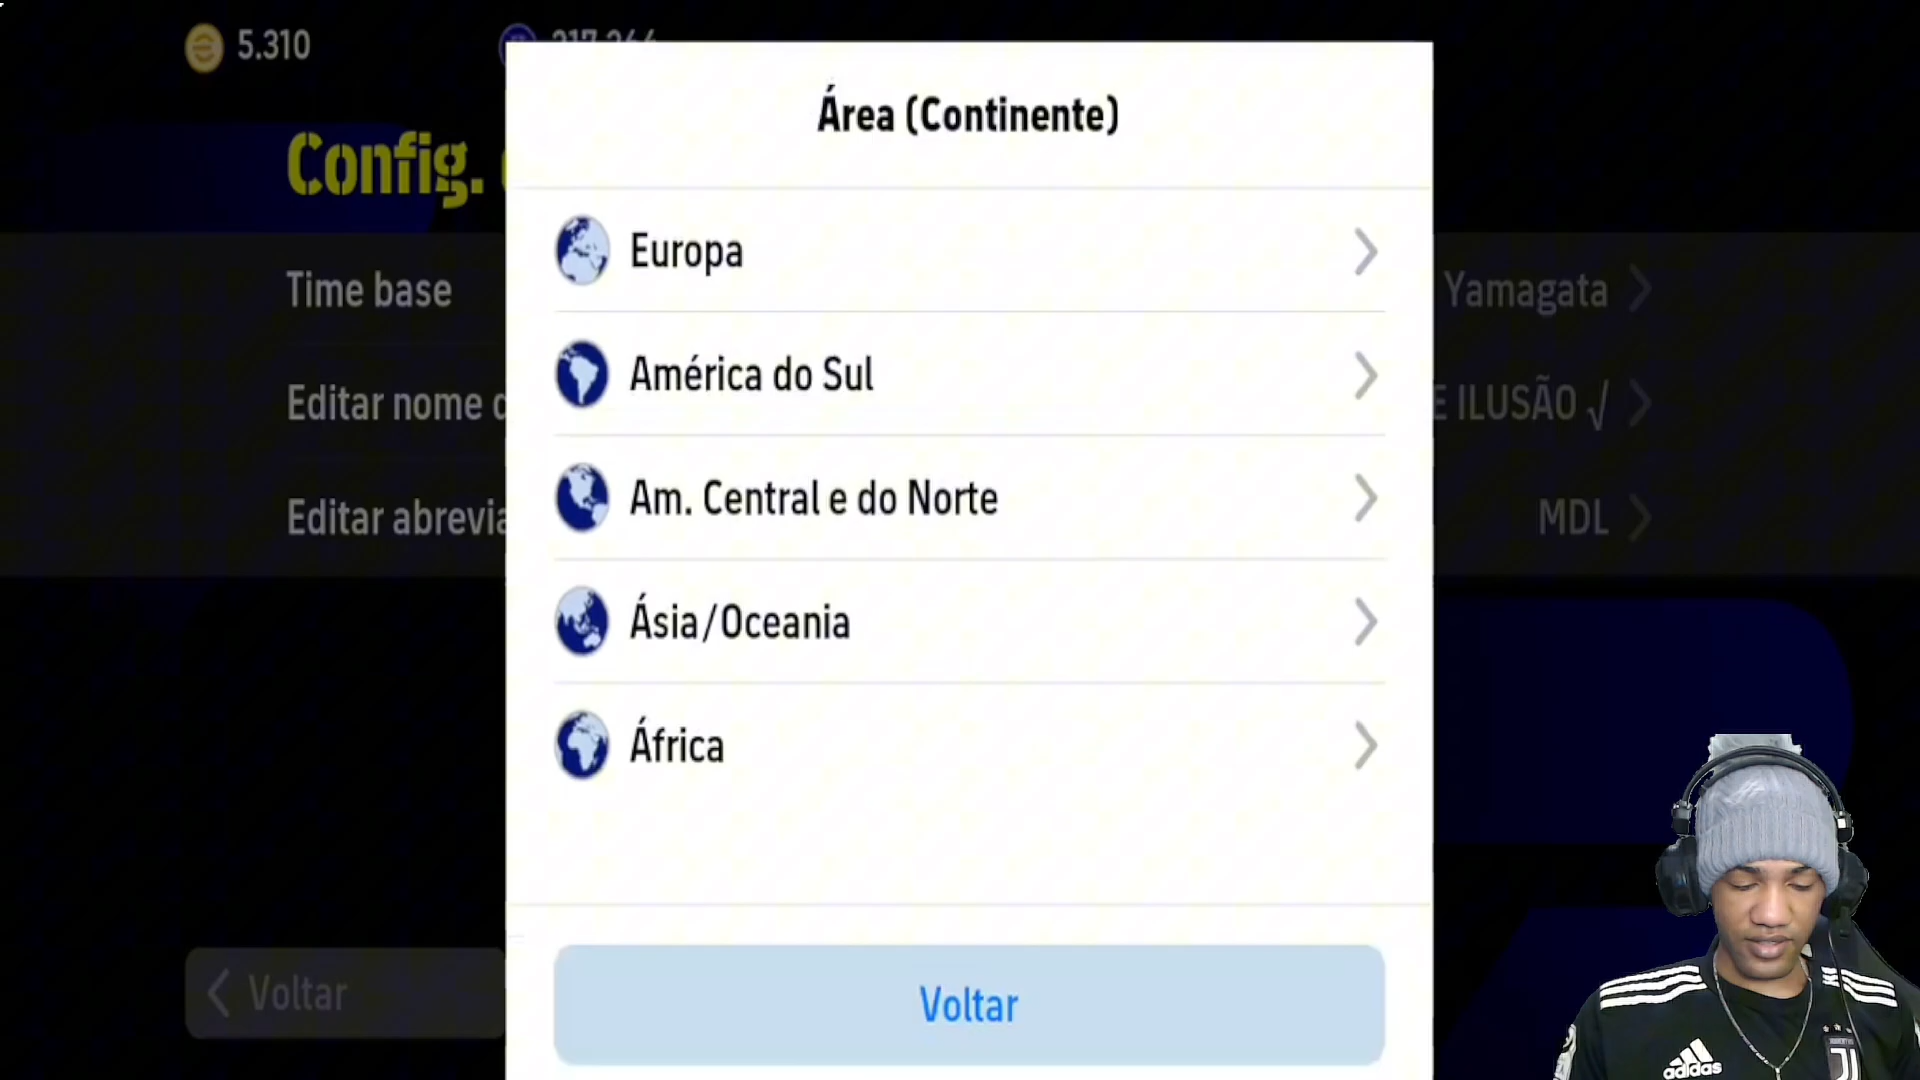 5.310
Área (Continente)
Config.
Europa
Time base
Yamagata
América do Sul
Editar nome
E ILUSÃO √
Am. Central e do Norte
Editar abrevia
MDL
Ásia/Oceania
África
Voltar
Voltar
adidas